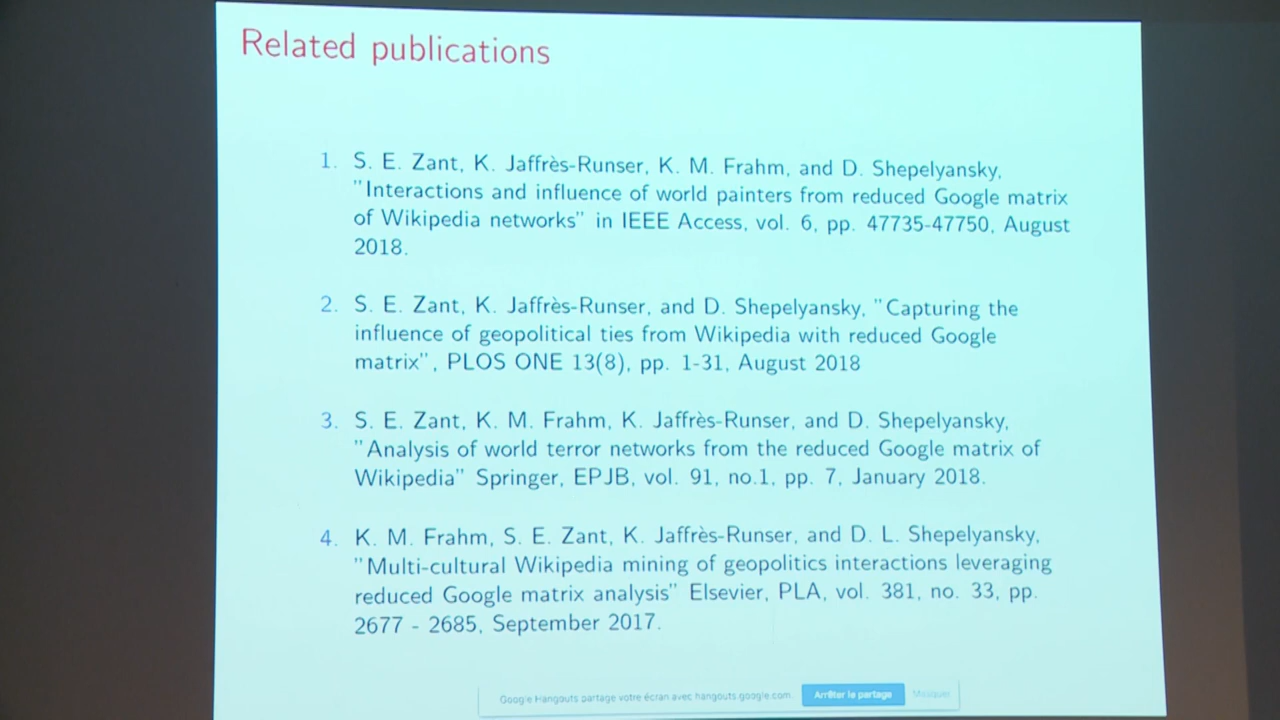 Related publications
1. S. E. Zant, K. Jaffrès-Runser, K. M. Frahm, and D. Shepelyansky,
"Interactions and influence of world painters from reduced Google matrix
of Wikipedia networks" in IEEE Access, vol. 6, pp. 47735-47750, August
2018.
2. S. E. Zant, K. Jaffrès-Runser, and D. Shepelyansky, "Capturing the
influence of geopolitical ties from Wikipedia with reduced Google
matrix", PLOS ONE 13(8), pp. 1-31, August 2018
3. S. E. Zant, K. M. Frahm, K. Jaffrès-Runser, and D. Shepelyansky,
"Analysis of world terror networks from the reduced Google matrix of
Wikipedia" Springer, EPJB, vol. 91, no.1, pp. 7, January 2018.
4. K. M. Frahm, S. E. Zant, K. Jaffrès-Runser, and D. L. Shepelyansky,
"Multi-cultural Wikipedia mining of geopolitics interactions leveraging
reduced Google matrix analysis" Elsevier, PLA, vol. 381, no. 33, pp.
2677 - 2685, September 2017.
Google Hangouts partage votre écran avec hangouts.google.com. Arrêter le partage Masquer